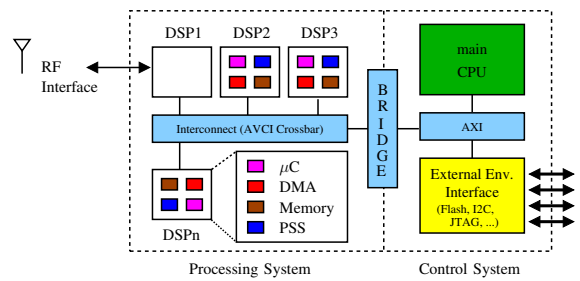 DSP1
DSP2
DSP3
RF
Interface
main
CPU
BRIDGE
Interconnect (AVCI Crossbar)
AXI
μC
DMA
Memory
PSS
DSPn
External Env.
Interface
(Flash, I2C,
JTAG, ...)
Processing System
Control System